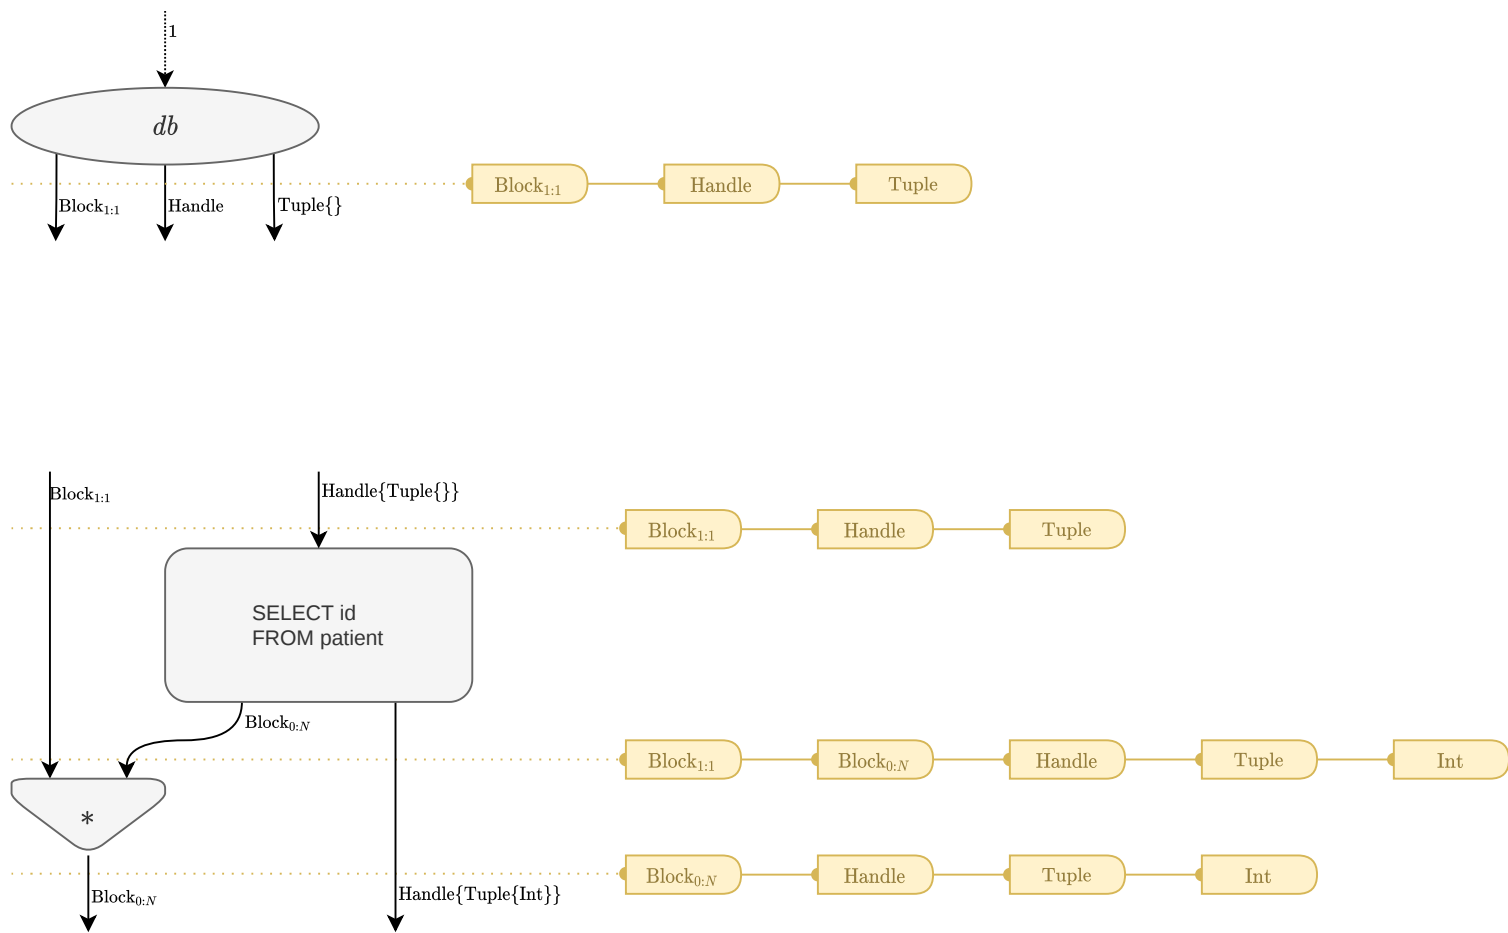 1
db
Block1:1 Handle Tuple
Block1:1 Handle Tuple{}
Block1:1 Handle{Tuple{}}
Block1:1 Handle Tuple
SELECT id
FROM patient
Block0:N
Block1:1 Block0:N Handle Tuple Int
*
Block0:N Handle Tuple Int
Block0:N Handle{Tuple{Int}}